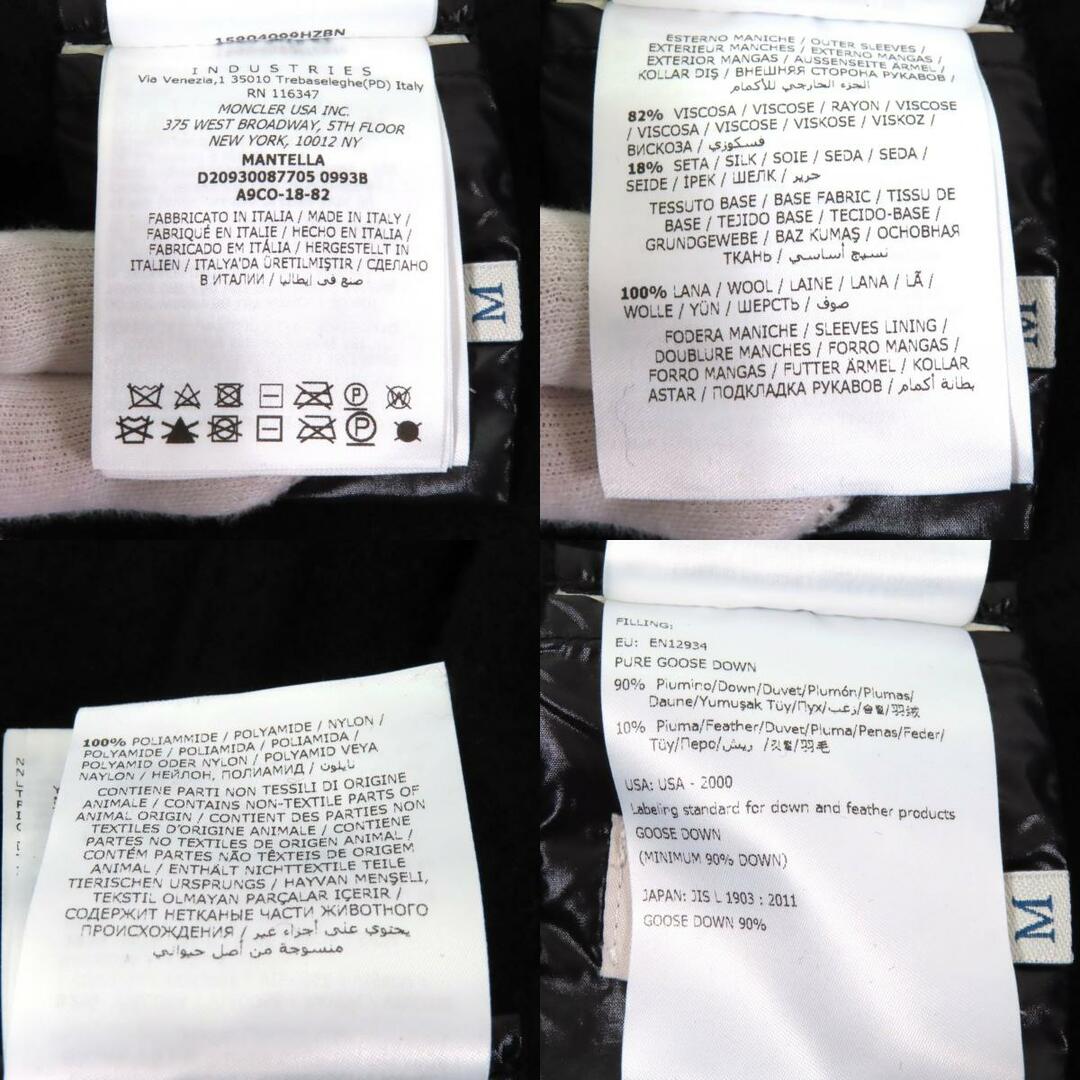 15904099HZBN
INDUSTRIES
Via Venezia,1 35010 Trebaseleghe(PD) Italy
RN 116347
MONCLER USA INC.
375 WEST BROADWAY, 5TH FLOOR
NEW YORK, 10012 NY
MANTELLA
D20930087705 0993B
A9CO-18-82
FABBRICATO IN ITALIA / MADE IN ITALY /
FABRIQUÉ EN ITALIE / HECHO EN ITALIA /
FABRICADO EM ITÁLIA / HERGESTELLT IN
ITALIEN / ITALYA'DA ÜRETILMIŞTIR / СДЕЛАНО
В ИТАЛИИ / صنع في ايطاليا
M
ESTERNO MANICHE / OUTER SLEEVES /
EXTERIEUR MANCHES / EXTERNO MANGAS /
EXTERIOR MANGAS / AUSSENSEITE ÄRMEL /
KOLLAR DIŞ / ВНЕШНЯЯ СТОРОНА РУКАВОВ /
الجزء الخارجي للأكمام
82% VISCOSA / VISCOSE / RAYON / VISCOSE
/ VISCOSA / VISCOSE / VISKOSE / VISKOZ /
ВИСКОЗА / فسكوزي
18% SETA / SILK / SOIE / SEDA / SEDA /
SEIDE / İPEK / ШЕЛК / حرير
TESSUTO BASE / BASE FABRIC / TISSU DE
BASE / TEJIDO BASE / TECIDO-BASE /
GRUNDGEWEBE / BAZ KUMAŞ / ОСНОВНАЯ
ТКАНЬ / نسيج أساسي
100% LANA / WOOL / LAINE / LANA / LÃ /
WOLLE / YÜN / ШЕРСТЬ / صوف
FODERA MANICHE / SLEEVES LINING /
DOUBLURE MANCHES / FORRO MANGAS /
FORRO MANGAS / FUTTER ÄRMEL / KOLLAR
ASTAR / ПОДКЛАДКА РУКАВОВ / بطانة أكمام
M
100% POLIAMMIDE / POLYAMIDE / NYLON /
POLYAMIDE / POLIAMIDA / POLIAMIDA /
POLYAMID ODER NYLON / POLYAMID VEYA
NAYLON / НЕЙЛОН, ПОЛИАМИД / نايلون
CONTIENE PARTI NON TESSILI DI ORIGINE
ANIMALE / CONTAINS NON-TEXTILE PARTS OF
ANIMAL ORIGIN / CONTIENT DES PARTIES NON
TEXTILES D'ORIGINE ANIMALE / CONTIENE
PARTES NO TEXTILES DE ORIGEN ANIMAL /
CONTÉM PARTES NÃO TÊXTEIS DE ORIGEM
ANIMAL / ENTHÄLT NICHTTEXTILE TEILE
TIERISCHEN URSPRUNGS / HAYVAN MENŞELİ,
TEKSTIL OLMAYAN PARÇALAR İÇERIR /
СОДЕРЖИТ НЕТКАНЫЕ ЧАСТИ ЖИВОТНОГО
ПРОИСХОЖДЕНИЯ / يحتوي على أجزاء غير
منسوجة من أصل حيواني
FILLING:
EU: EN12934
PURE GOOSE DOWN
90% Piumino/Down/Duvet/Plumón/Plumas/
Daune/Yumuşak Tüy/Пух/زغب/솜털/羽绒
10% Piuma/Feather/Duvet/Pluma/Penas/Feder/
Tüy/Перо/ريش /깃털/羽毛
USA: USA - 2000
Labeling standard for down and feather products
GOOSE DOWN
(MINIMUM 90% DOWN)
JAPAN: JIS L 1903 : 2011
GOOSE DOWN 90%
M